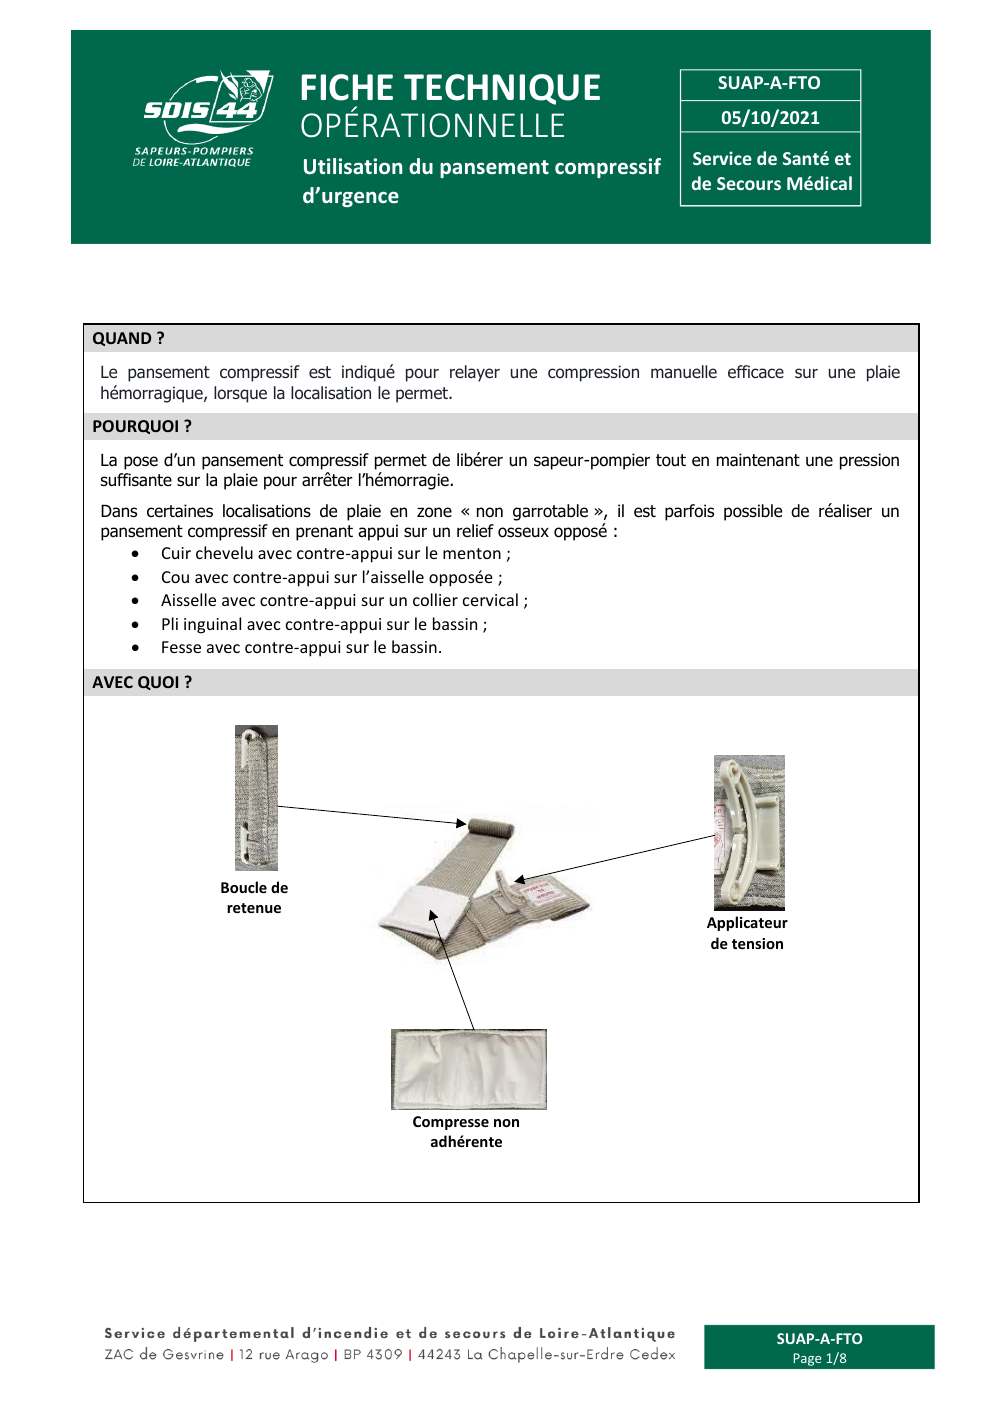 SDIS 44
SAPEURS-POMPIERS
DE LOIRE-ATLANTIQUE
FICHE TECHNIQUE
OPÉRATIONNELLE
Utilisation du pansement compressif
d’urgence
SUAP-A-FTO
05/10/2021
Service de Santé et
de Secours Médical
QUAND ?
Le pansement compressif est indiqué pour relayer une compression manuelle efficace sur une plaie
hémorragique, lorsque la localisation le permet.
POURQUOI ?
La pose d’un pansement compressif permet de libérer un sapeur-pompier tout en maintenant une pression
suffisante sur la plaie pour arrêter l’hémorragie.
Dans certaines localisations de plaie en zone « non garrotable », il est parfois possible de réaliser un
pansement compressif en prenant appui sur un relief osseux opposé :
• Cuir chevelu avec contre-appui sur le menton ;
• Cou avec contre-appui sur l’aisselle opposée ;
• Aisselle avec contre-appui sur un collier cervical ;
• Pli inguinal avec contre-appui sur le bassin ;
• Fesse avec contre-appui sur le bassin.
AVEC QUOI ?
Boucle de
retenue
Applicateur
de tension
Compresse non
adhérente
Service départemental d’incendie et de secours de Loire-Atlantique
ZAC de Gesvrine | 12 rue Arago | BP 4309 | 44243 La Chapelle-sur-Erdre Cedex
SUAP-A-FTO
Page 1/8